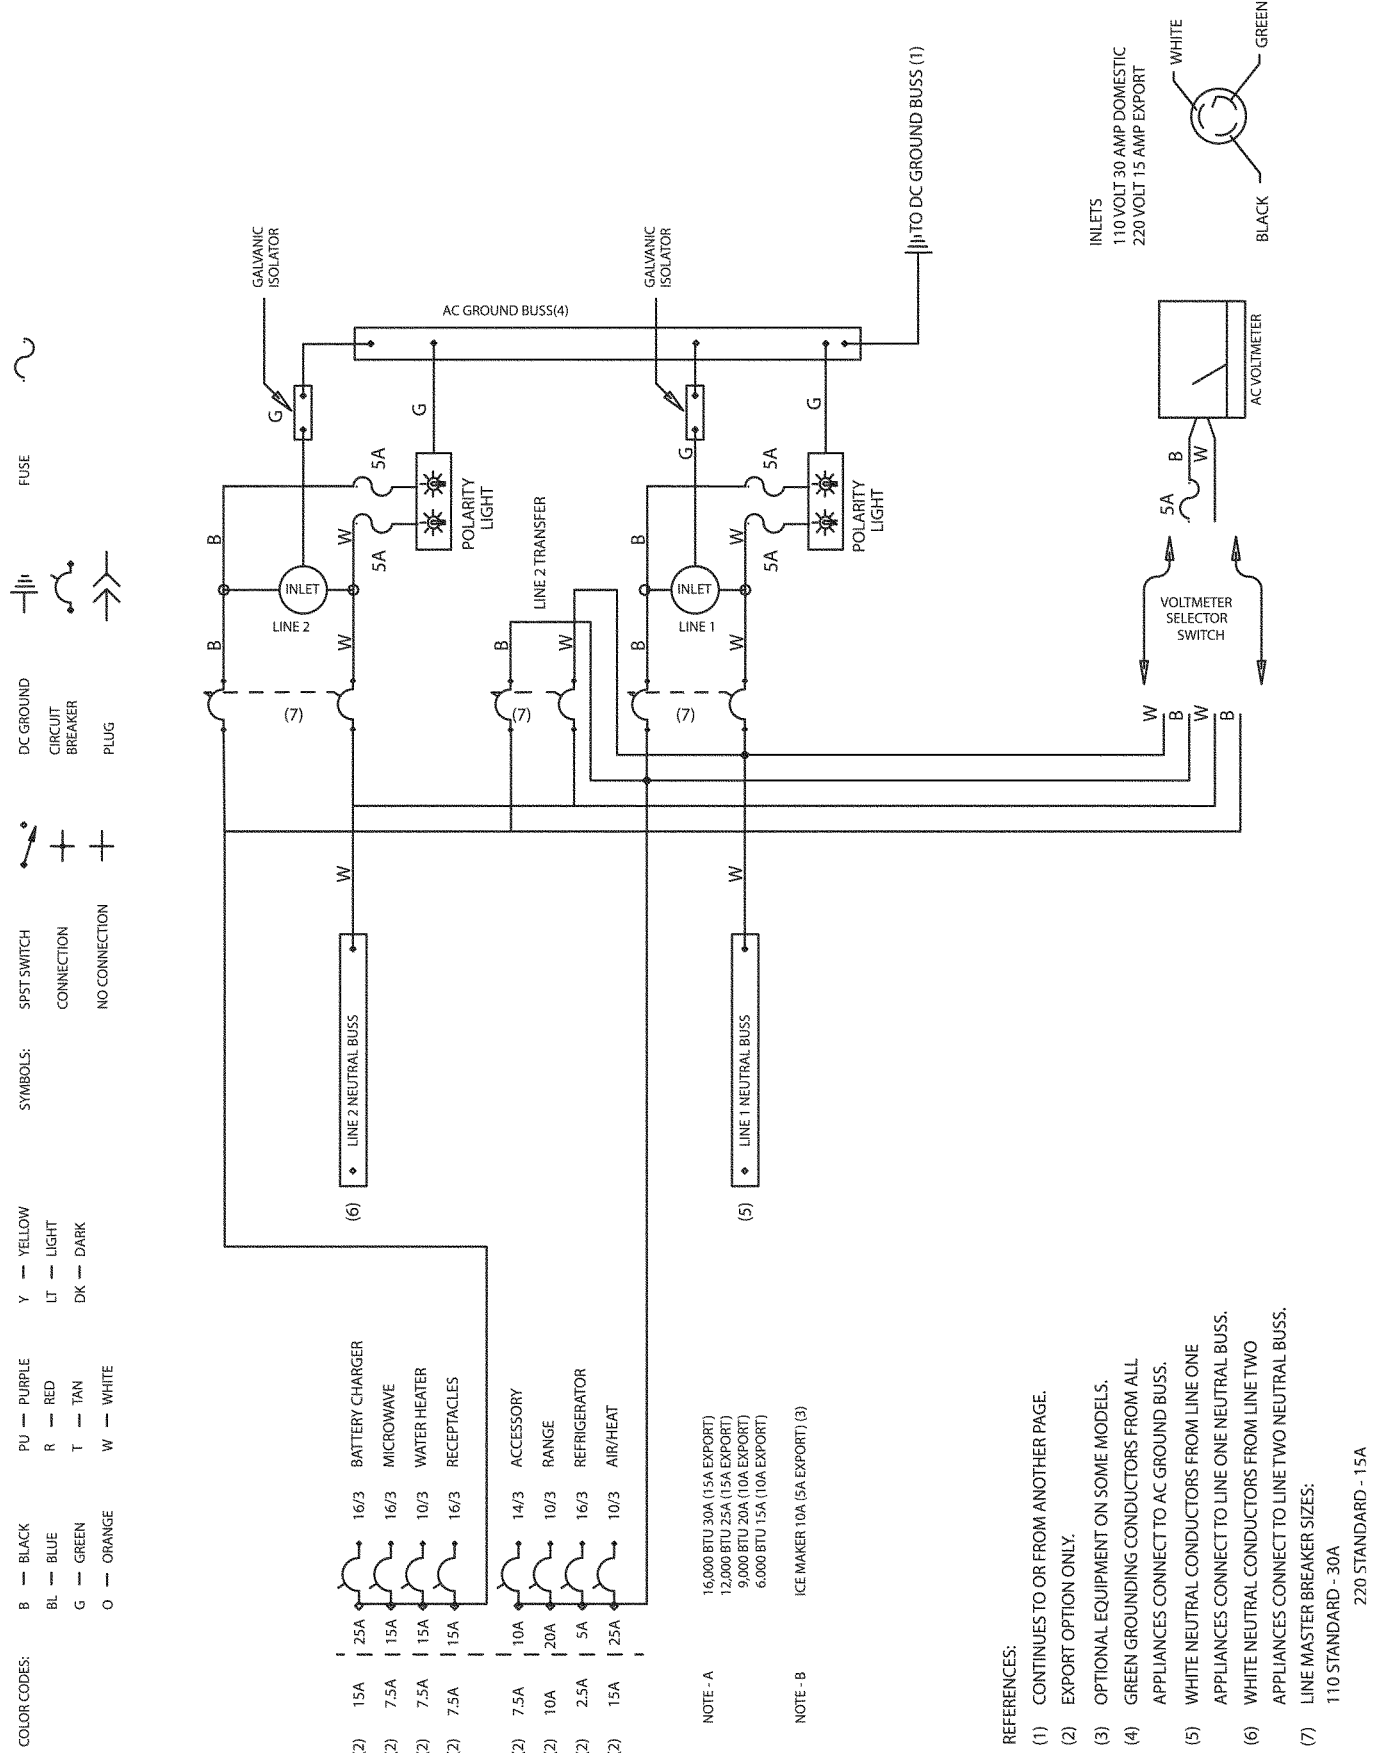 COLOR CODES:
B — BLACK
BL — BLUE
G — GREEN
O — ORANGE
PU — PURPLE
R — RED
T — TAN
W — WHITE
Y — YELLOW
LT — LIGHT
DK — DARK
SYMBOLS:
SPST SWITCH
CONNECTION
NO CONNECTION
DC GROUND
CIRCUIT
BREAKER
PLUG
FUSE
(2) 15A 25A 16/3 BATTERY CHARGER
(2) 7.5A 15A 16/3 MICROWAVE
(2) 7.5A 15A 10/3 WATER HEATER
(2) 7.5A 15A 16/3 RECEPTACLES
(2) 7.5A 10A 14/3 ACCESSORY
(2) 10A 20A 10/3 RANGE
(2) 2.5A 5A 16/3 REFRIGERATOR
(2) 15A 25A 10/3 AIR/HEAT
NOTE - A
16,000 BTU 30A (15A EXPORT)
12,000 BTU 25A (15A EXPORT)
9,000 BTU 20A (10A EXPORT)
6.000 BTU 15A (10A EXPORT)
NOTE - B
ICE MAKER 10A (5A EXPORT) (3)
(6)
LINE 2 NEUTRAL BUSS
W
(5)
LINE 1 NEUTRAL BUSS
W
B
B
(7)
W
W
INLET
LINE 2
5A
5A
POLARITY
LIGHT
G
G
GALVANIC
ISOLATOR
AC GROUND BUSS(4)
LINE 2 TRANSFER
B
W
(7)
B
B
(7)
W
INLET
LINE 1
5A
5A
POLARITY
LIGHT
G
G
GALVANIC
ISOLATOR
TO DC GROUND BUSS (1)
W
B
W
B
VOLTMETER
SELECTOR
SWITCH
5A
B
W
AC VOLTMETER
INLETS
110 VOLT 30 AMP DOMESTIC
220 VOLT 15 AMP EXPORT
WHITE
GREEN
BLACK
REFERENCES:
(1) CONTINUES TO OR FROM ANOTHER PAGE.
(2) EXPORT OPTION ONLY.
(3) OPTIONAL EQUIPMENT ON SOME MODELS.
(4) GREEN GROUNDING CONDUCTORS FROM ALL
APPLIANCES CONNECT TO AC GROUND BUSS.
(5) WHITE NEUTRAL CONDUCTORS FROM LINE ONE
APPLIANCES CONNECT TO LINE ONE NEUTRAL BUSS.
(6) WHITE NEUTRAL CONDUCTORS FROM LINE TWO
APPLIANCES CONNECT TO LINE TWO NEUTRAL BUSS.
(7) LINE MASTER BREAKER SIZES:
110 STANDARD - 30A
220 STANDARD - 15A